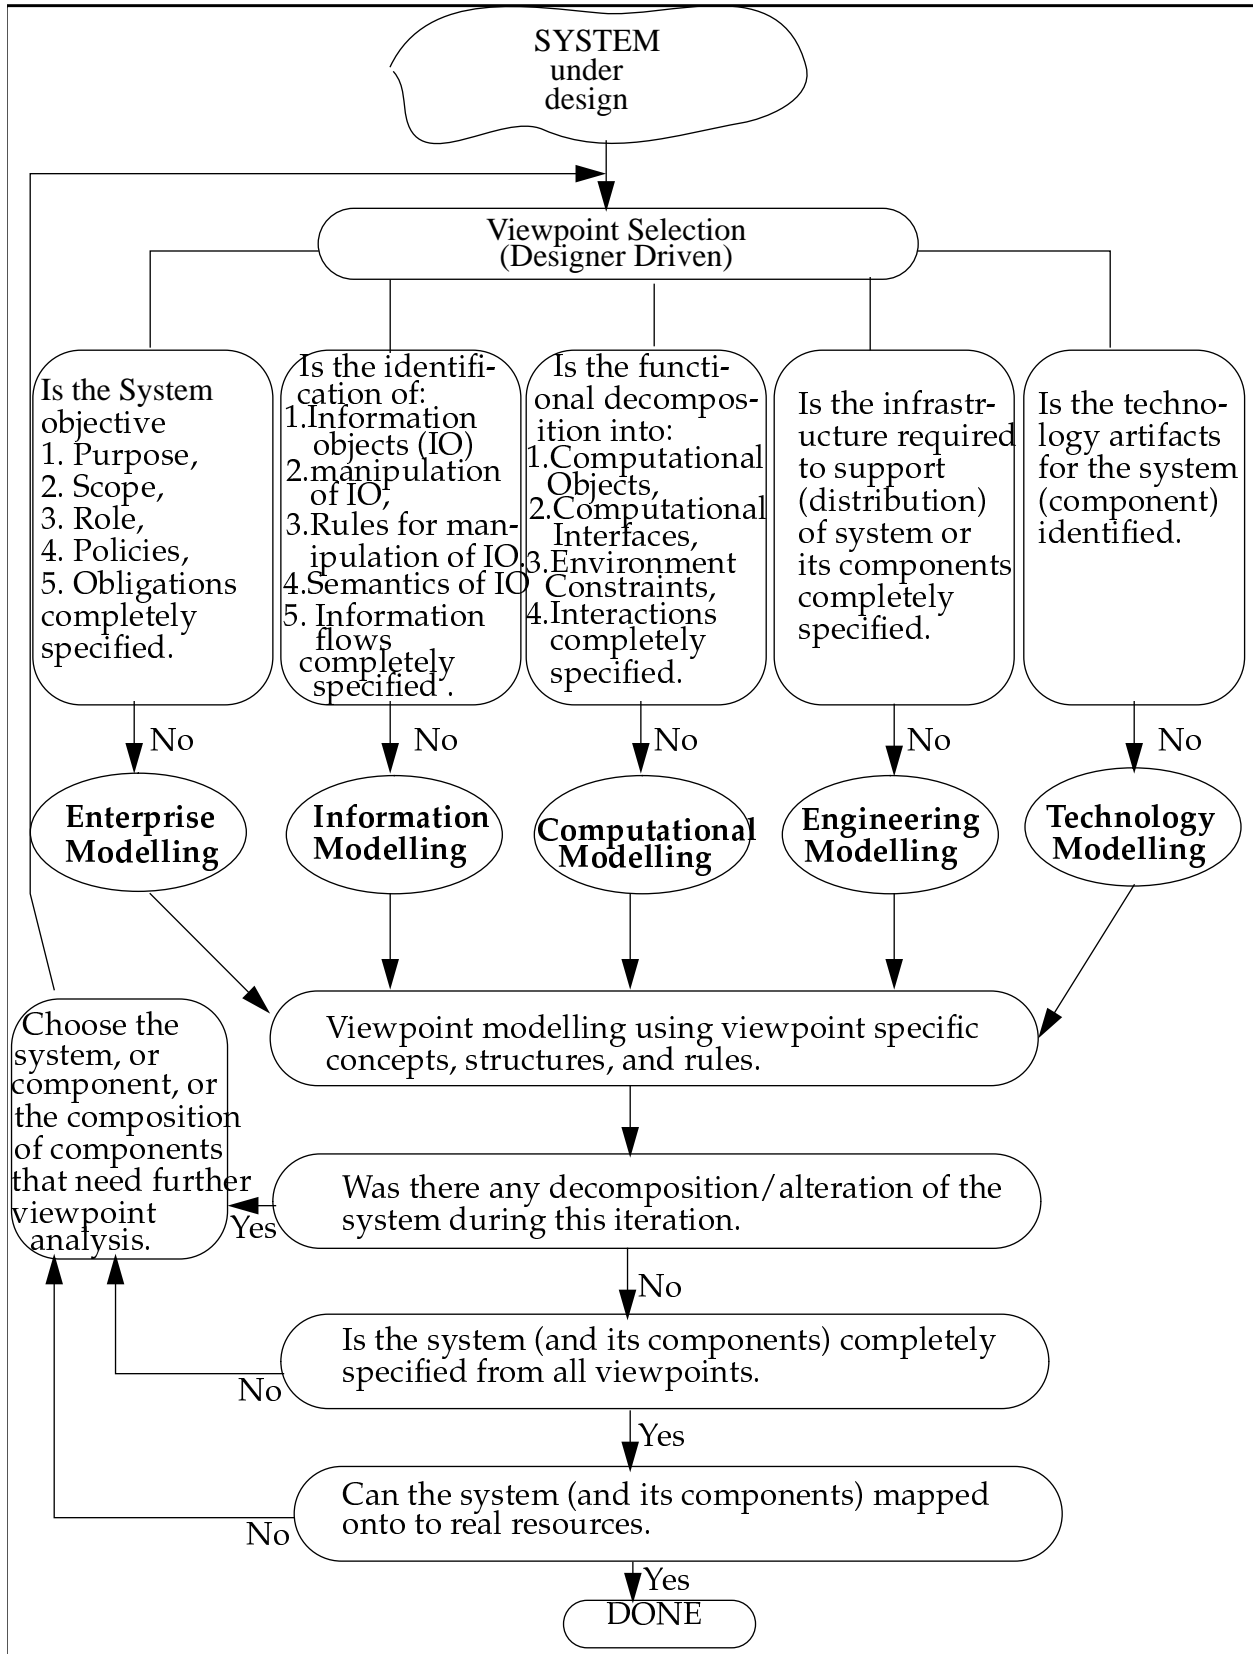 SYSTEM
under
design
Viewpoint Selection
(Designer Driven)
Is the System
objective
1. Purpose,
2. Scope,
3. Role,
4. Policies,
5. Obligations
completely
specified.
Is the identifi-
cation of:
1.Information
objects (IO)
2.manipulation
of IO,
3.Rules for man-
ipulation of IO.
4.Semantics of IO
5. Information
flows
completely
specified .
Is the functi-
onal decompos-
ition into:
1.Computational
Objects,
2.Computational
Interfaces,
3.Environment
Constraints,
4.Interactions
completely
specified.
Is the infrastr-
ucture required
to support
(distribution)
of system or
its components
completely
specified.
Is the techno-
logy artifacts
for the system
(component)
identified.
No
No
No
No
No
Enterprise
Modelling
Information
Modelling
Computational
Modelling
Engineering
Modelling
Technology
Modelling
Viewpoint modelling using viewpoint specific
concepts, structures, and rules.
Choose the
system, or
component, or
the composition
of components
that need further
viewpoint
analysis.
Was there any decomposition/alteration of the
system during this iteration.
Yes
No
Is the system (and its components) completely
specified from all viewpoints.
No
Yes
Can the system (and its components) mapped
onto to real resources.
No
Yes
DONE